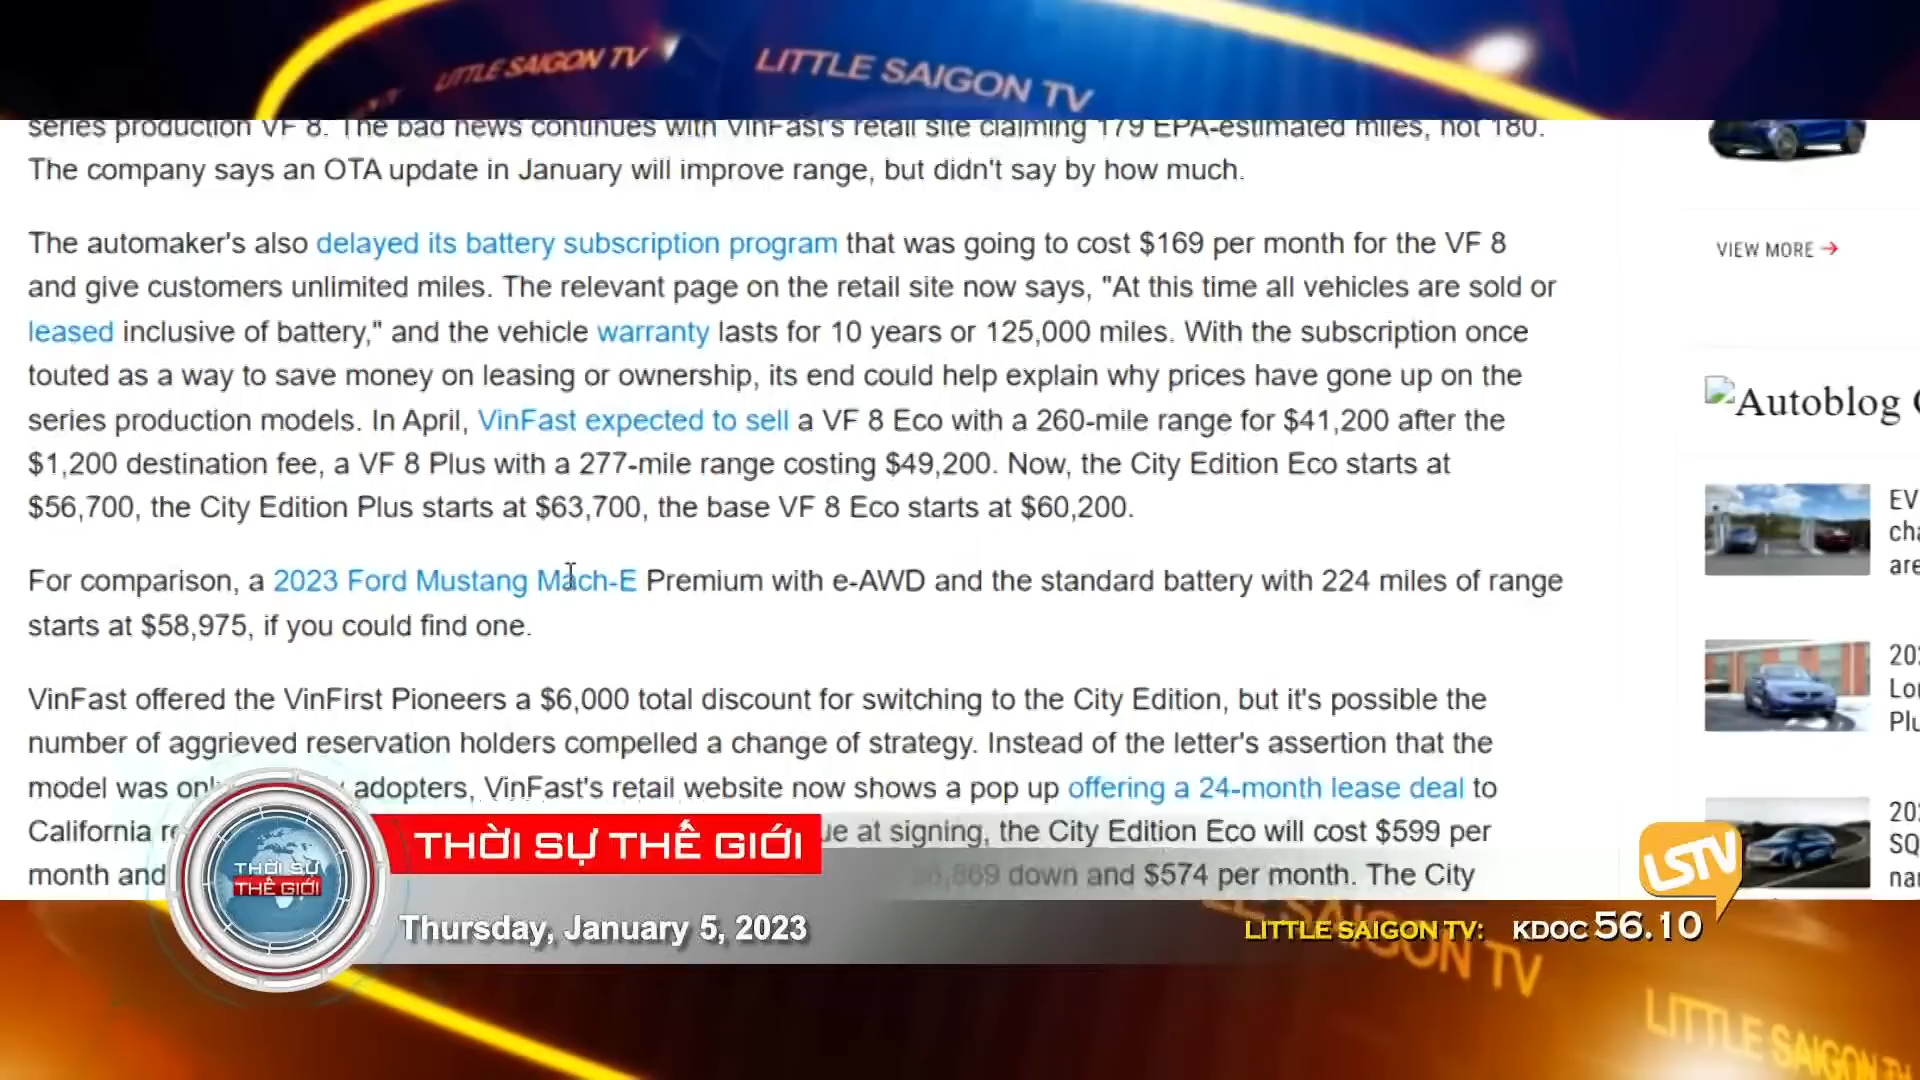 LITTLE SAIGON TV
LITTLE SAIGON TV
series production VF 8. The bad news continues with VinFast's retail site claiming 179 EPA-estimated miles, not 180.
The company says an OTA update in January will improve range, but didn't say by how much.
The automaker's also delayed its battery subscription program that was going to cost $169 per month for the VF 8
and give customers unlimited miles. The relevant page on the retail site now says, "At this time all vehicles are sold or
leased inclusive of battery," and the vehicle warranty lasts for 10 years or 125,000 miles. With the subscription once
touted as a way to save money on leasing or ownership, its end could help explain why prices have gone up on the
series production models. In April, VinFast expected to sell a VF 8 Eco with a 260-mile range for $41,200 after the
$1,200 destination fee, a VF 8 Plus with a 277-mile range costing $49,200. Now, the City Edition Eco starts at
$56,700, the City Edition Plus starts at $63,700, the base VF 8 Eco starts at $60,200.
For comparison, a 2023 Ford Mustang Mach-E Premium with e-AWD and the standard battery with 224 miles of range
starts at $58,975, if you could find one.
VinFast offered the VinFirst Pioneers a $6,000 total discount for switching to the City Edition, but it's possible the
number of aggrieved reservation holders compelled a change of strategy. Instead of the letter's assertion that the
model was adopters, VinFast's retail website now shows a pop up offering a 24-month lease deal to
California at signing, the City Edition Eco will cost $599 per
month and down and $574 per month. The City
VIEW MORE
Autoblog
EV
are
THỜI SỰ THẾ GIỚI
THỜI SỰ
THẾ GIỚI
Thursday, January 5, 2023
LSTV
LITTLE SAIGON TV: KDOC 56.10
SAIGON TV
LITTLE SAIGON TV